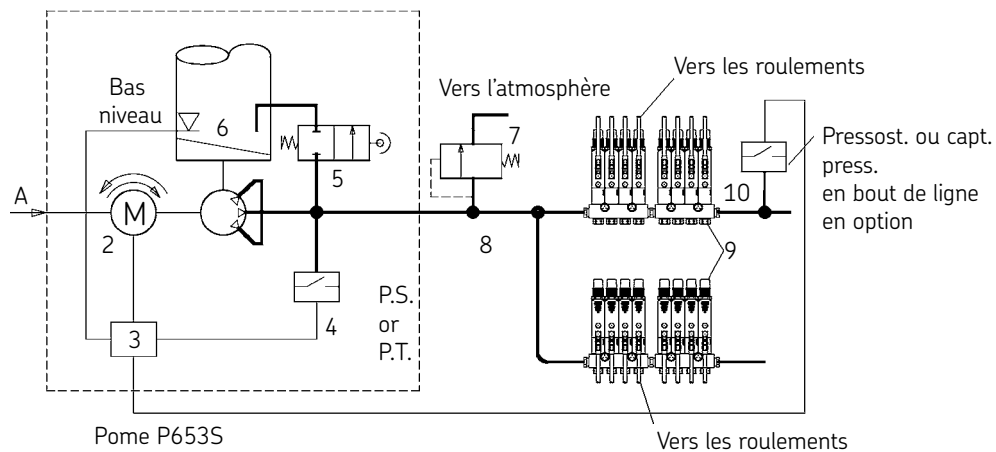 Bas
niveau
6
Vers l'atmosphère
7
Vers les roulements
Pressost. ou capt.
press.
en bout de ligne
en option
A
M
2
5
8
10
9
3
4
P.S.
or
P.T.
Pome P653S
Vers les roulements